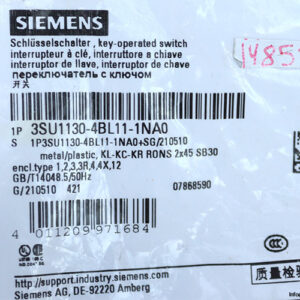 SIEMENS
Schlüsselschalter , key-operated switch
interrupteur à clé, interruttore a chiave
interruptor de llave, interruptor de chave
переключатель с ключом
开关
1P 3SU1130-4BL11-1NA0
S 1P3SU1130-4BL11-1NA0+SG/210510
metal/plastic, KL-KC-KR RONS 2x45 SB30
encl.type 1,2,3,3R,4,4X,12
GB/T14048.5/50Hz
G/210510 421 07868590
4 011209 971684
http://support.industry.siemens.com
Siemens AG, DE-92220 Amberg